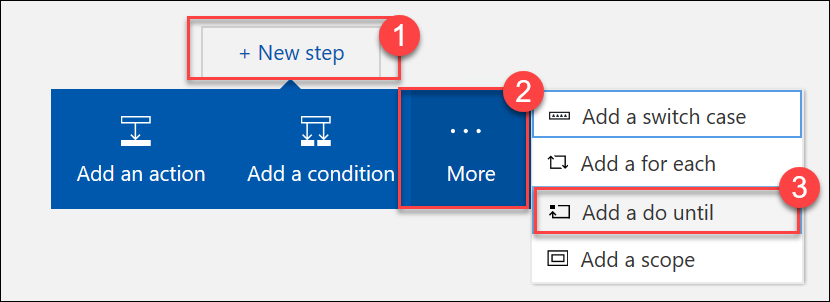 + New step
1
2
Add an action
Add a condition
...
More
Add a switch case
Add a for each
3
Add a do until
Add a scope